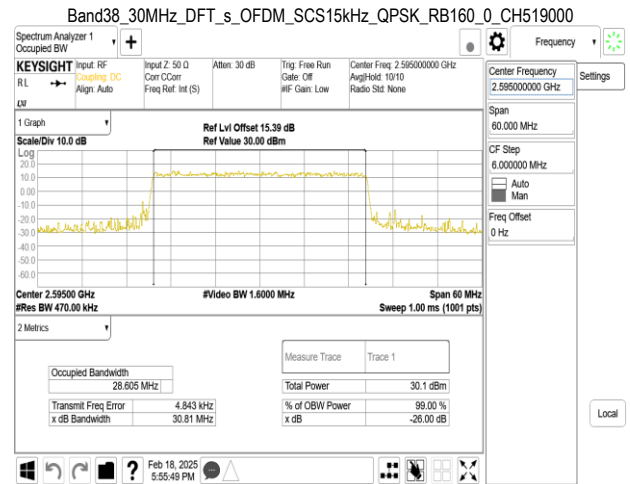 Band38_30MHz_DFT_s_OFDM_SCS15kHz_QPSK_RB160_0_CH519000
Spectrum Analyzer 1
Occupied BW
Frequency
KEYSIGHT
RL
LXI
Input: RF
Coupling: DC
Align: Auto
Input Z: 50 Ω
Corr CCorr
Freq Ref: Int (S)
Atten: 30 dB
Trig: Free Run
Gate: Off
#IF Gain: Low
Center Freq: 2.595000000 GHz
Avg|Hold: 10/10
Radio Std: None
Center Frequency
2.595000000 GHz
Settings
Span
60.000 MHz
CF Step
6.000000 MHz
Auto
Man
Freq Offset
0 Hz
1 Graph
Scale/Div 10.0 dB
Ref Lvl Offset 15.39 dB
Ref Value 30.00 dBm
Log
20.0
10.0
0.00
-10.0
-20.0
-30.0
-40.0
-50.0
-60.0
Center 2.59500 GHz
#Res BW 470.00 kHz
#Video BW 1.6000 MHz
Span 60 MHz
Sweep 1.00 ms (1001 pts)
2 Metrics
Measure Trace Trace 1
Occupied Bandwidth
28.605 MHz
Total Power 30.1 dBm
Transmit Freq Error 4.843 kHz
% of OBW Power 99.00 %
x dB Bandwidth 30.81 MHz
x dB -26.00 dB
Local
?
Feb 18, 2025
5:55:49 PM